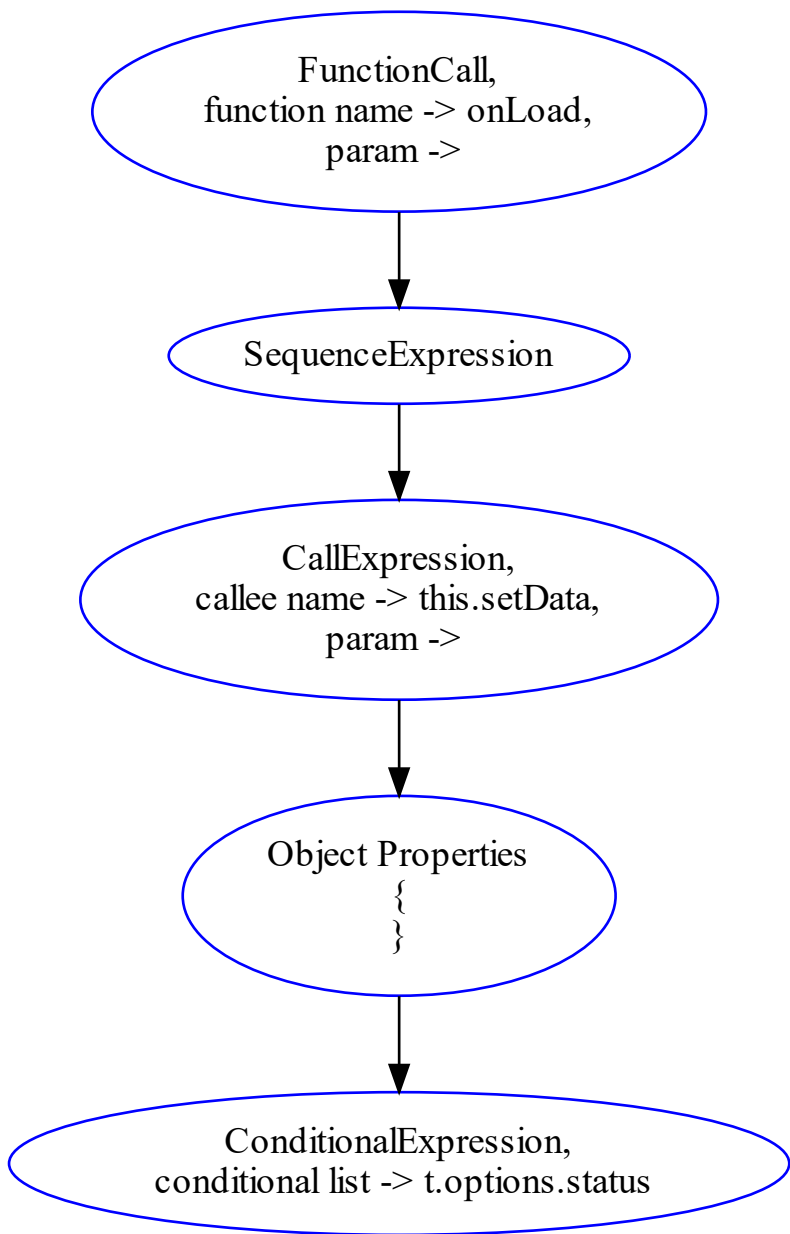 FunctionCall,
function name -> onLoad,
param ->
SequenceExpression
CallExpression,
callee name -> this.setData,
param ->
Object Properties
{
}
ConditionalExpression,
conditional list -> t.options.status